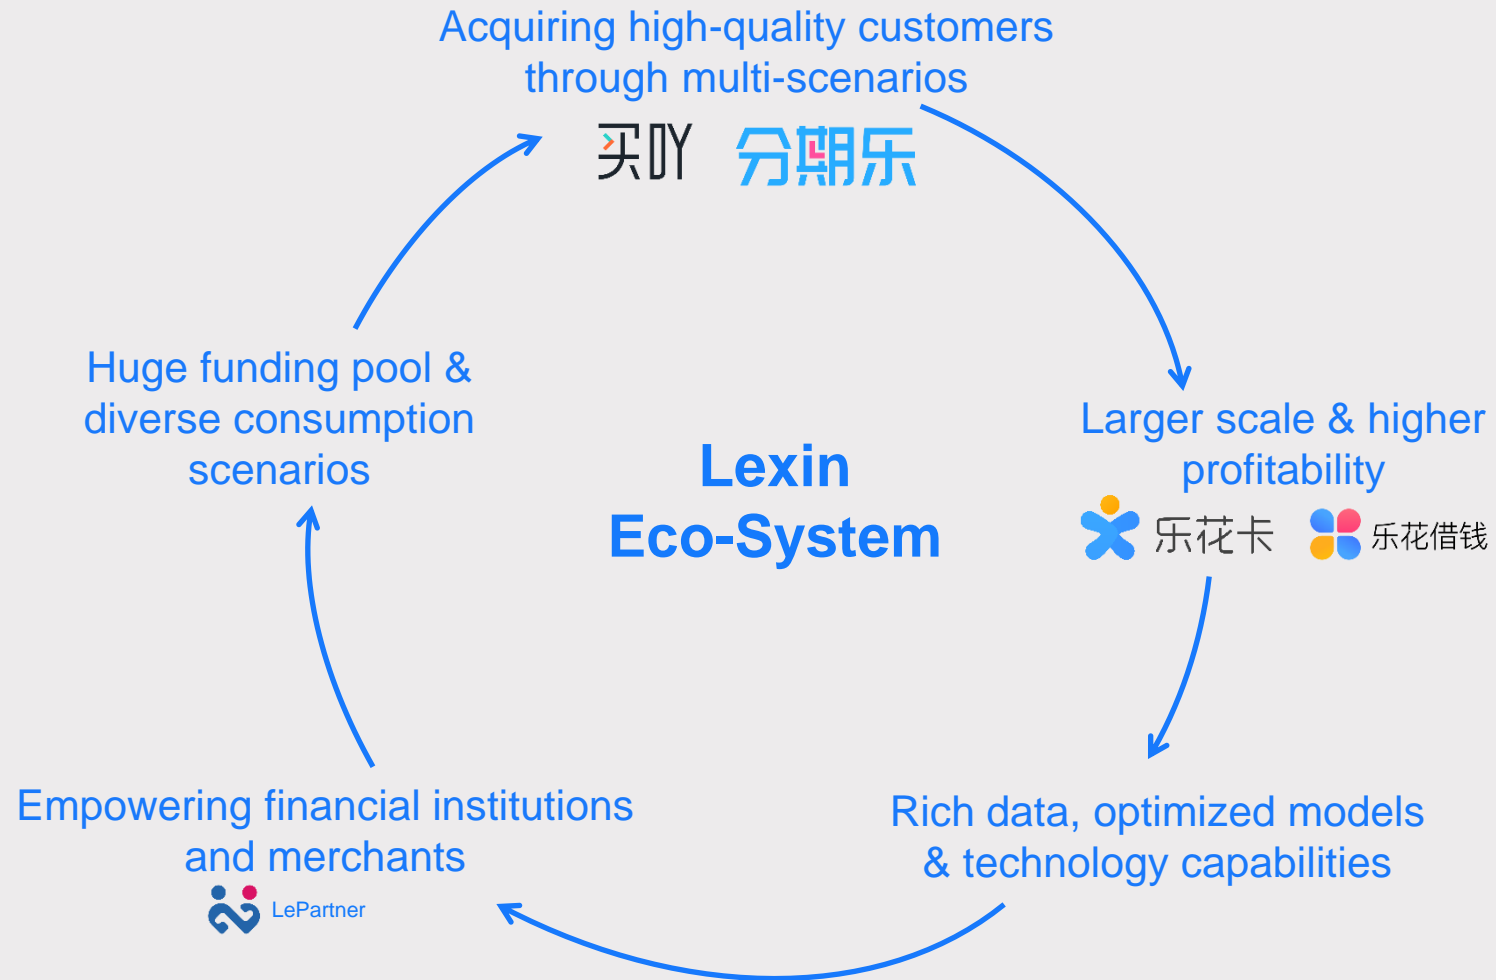 Acquiring high-quality customers
through multi-scenarios
买吖 分期乐
Huge funding pool &
diverse consumption
scenarios
Larger scale & higher
profitability
乐花卡 乐花借钱
Lexin
Eco-System
Rich data, optimized models
& technology capabilities
Empowering financial institutions
and merchants
LePartner